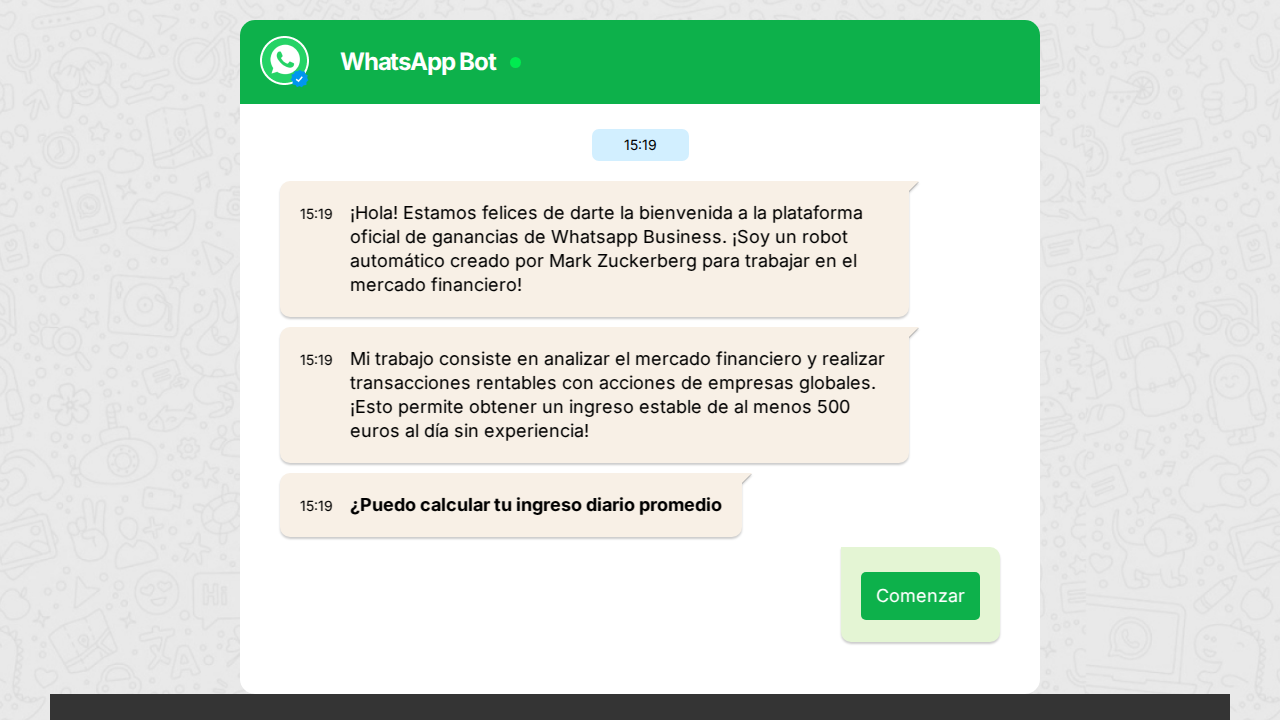 WhatsApp Bot
15:19
15:19 ¡Hola! Estamos felices de darte la bienvenida a la plataforma
oficial de ganancias de Whatsapp Business. ¡Soy un robot
automático creado por Mark Zuckerberg para trabajar en el
mercado financiero!
15:19 Mi trabajo consiste en analizar el mercado financiero y realizar
transacciones rentables con acciones de empresas globales.
¡Esto permite obtener un ingreso estable de al menos 500
euros al día sin experiencia!
15:19 ¿Puedo calcular tu ingreso diario promedio
Comenzar